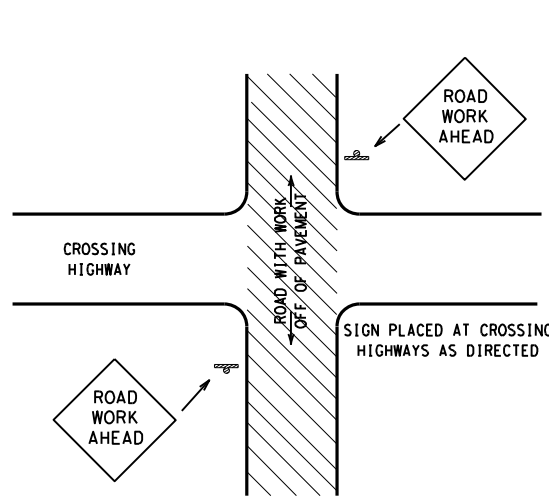 ROAD
WORK
AHEAD
CROSSING
HIGHWAY
ROAD WITH WORK
OFF OF PAVEMENT
SIGN PLACED AT CROSSING
HIGHWAYS AS DIRECTED
ROAD
WORK
AHEAD